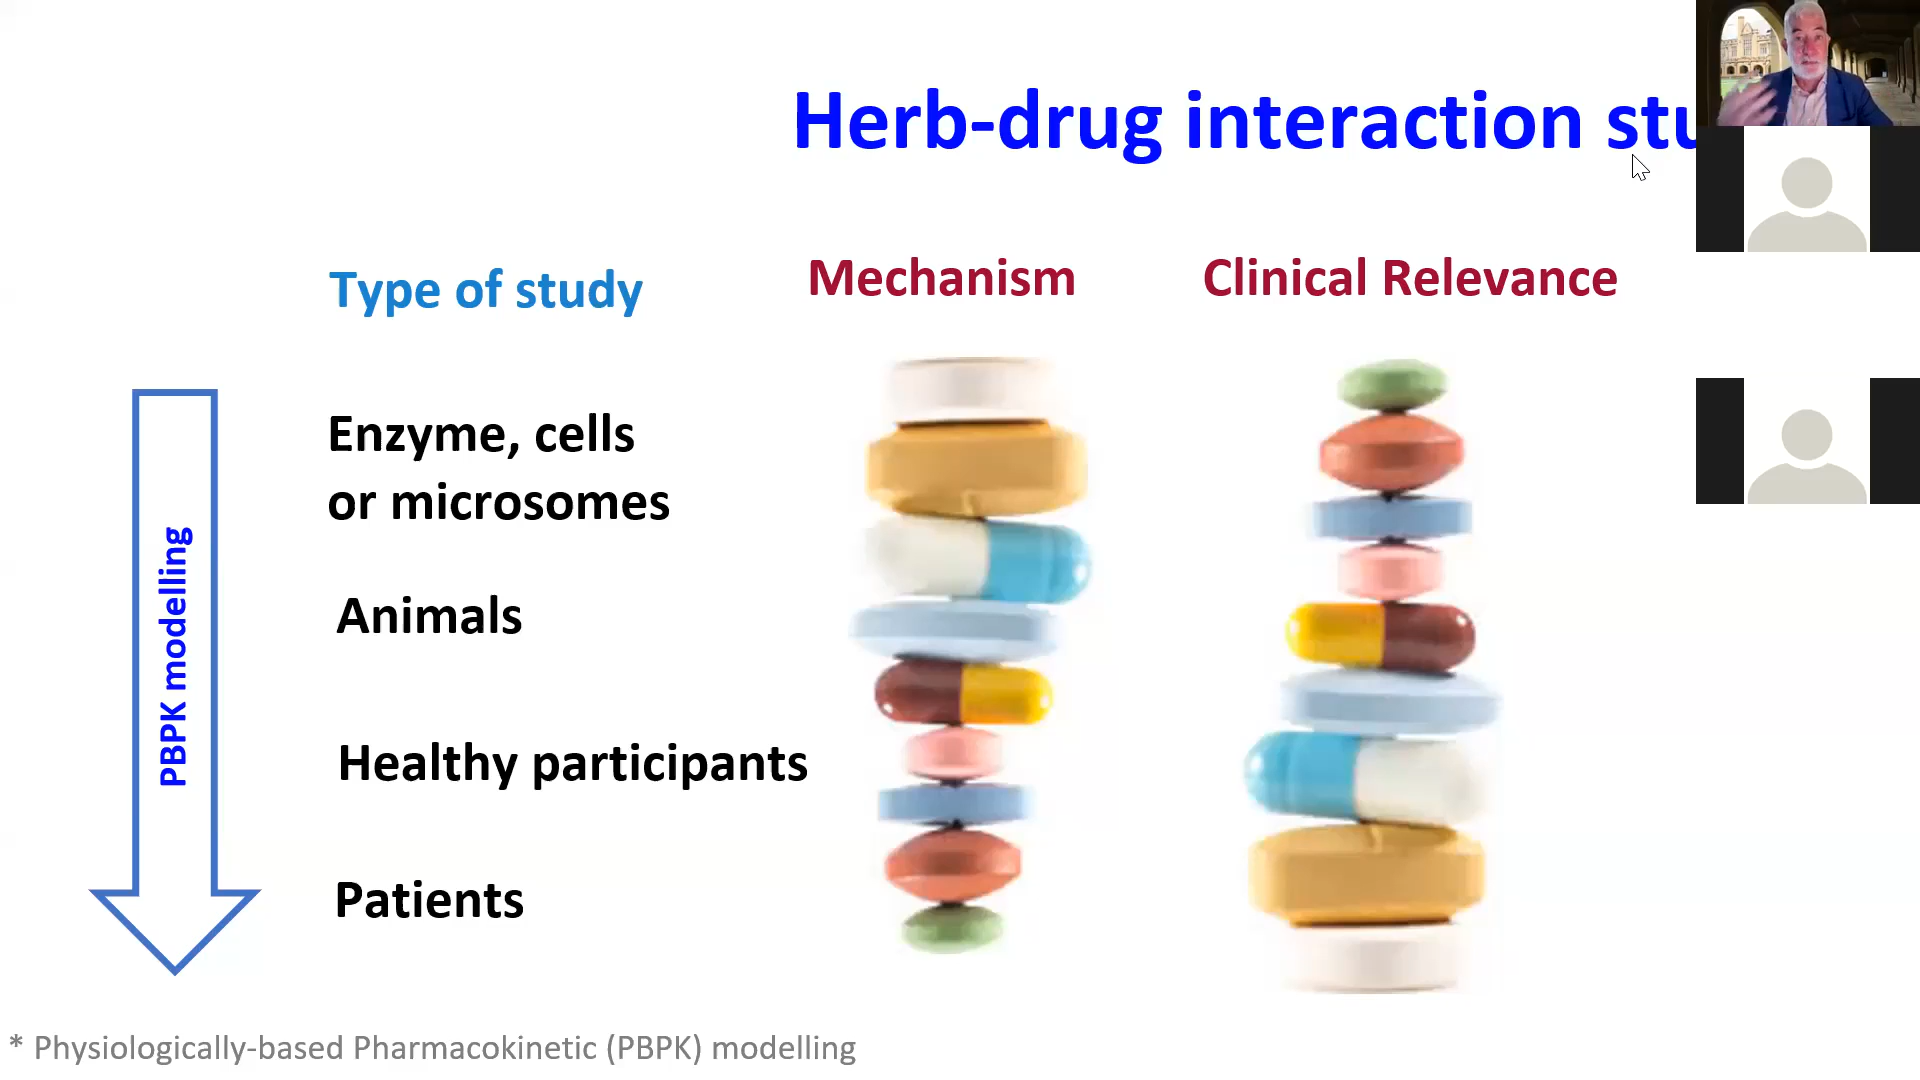 Herb-drug interaction
Type of study
Mechanism
Clinical Relevance
Enzyme, cells
or microsomes
Animals
Healthy participants
Patients
PBPK modelling
* Physiologically-based Pharmacokinetic (PBPK) modelling